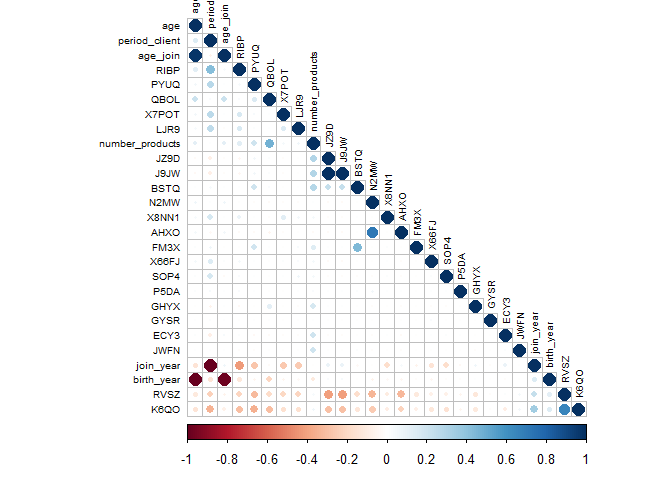 age
period_client
age_join
RIBP
PYUQ
QBOL
X7POT
LJR9
number_products
JZ9D
J9JW
BSTQ
N2MW
X8NN1
AHXO
FM3X
X66FJ
SOP4
P5DA
GHYX
GYSR
ECY3
JWFN
join_year
birth_year
RVSZ
K6QO
age
period_client
age_join
RIBP
PYUQ
QBOL
X7POT
LJR9
number_products
JZ9D
J9JW
BSTQ
N2MW
X8NN1
AHXO
FM3X
X66FJ
SOP4
P5DA
GHYX
GYSR
ECY3
JWFN
join_year
birth_year
RVSZ
K6QO
-1 -0.8 -0.6 -0.4 -0.2 0 0.2 0.4 0.6 0.8 1